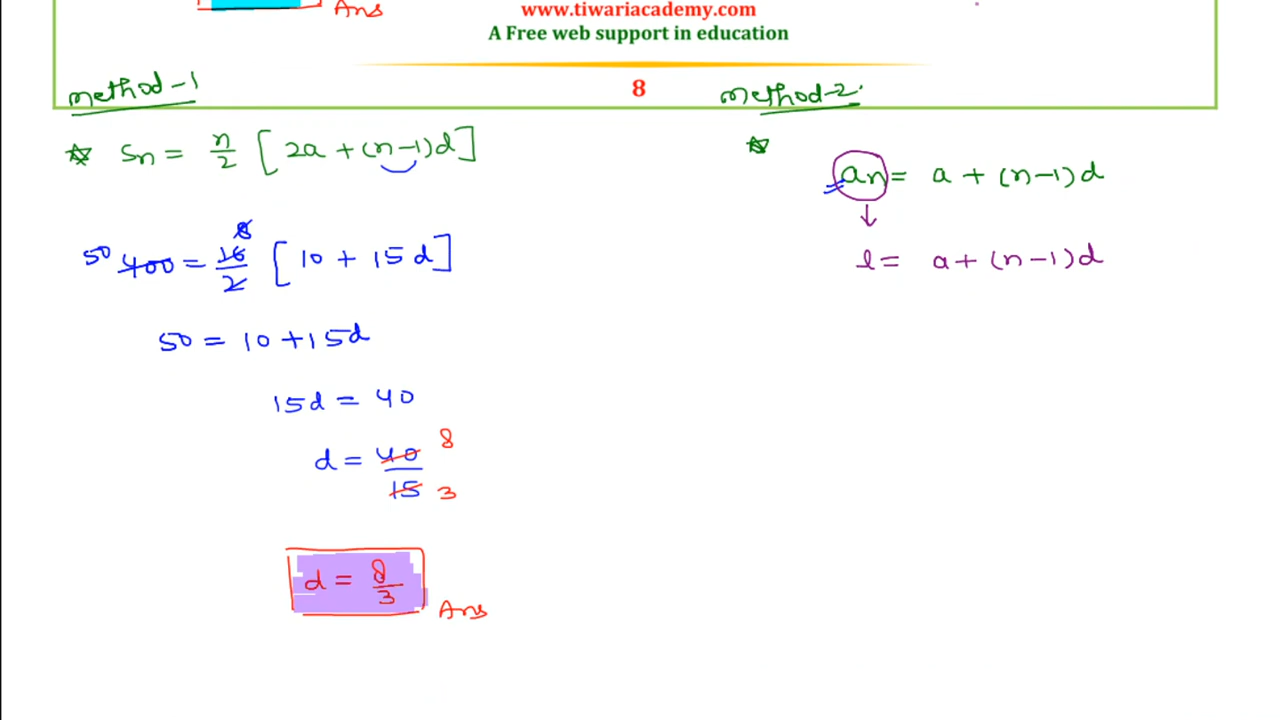 Ans
www.tiwariacademy.com
A Free web support in education
8
method-1
Sn = n/2 [2a + (n-1)d]
50 400 = 16/2 8 [10 + 15d]
50 = 10 + 15d
15d = 40
d = 40/15 8/3
d = 8/3
Ans
method-2
an = a + (n-1)d
l = a + (n-1)d